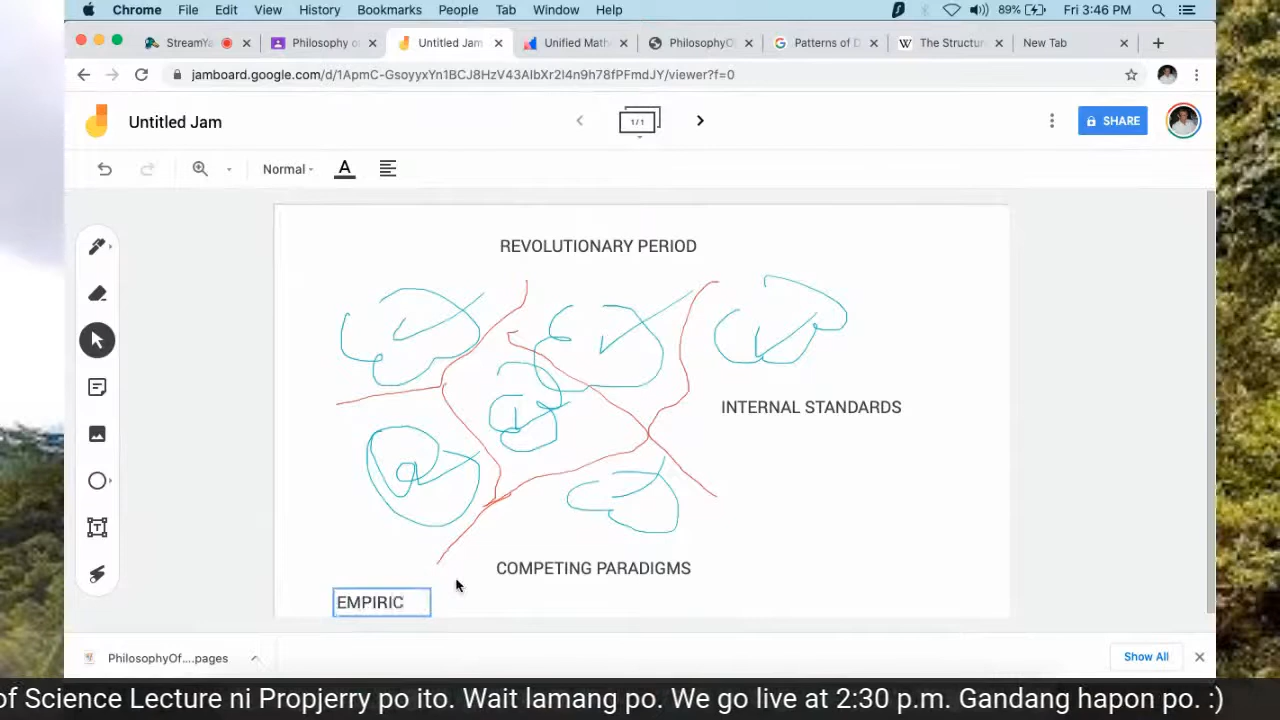 Chrome File Edit View History Bookmarks People Tab Window Help 89% Fri 3:46 PM
StreamYa Philosophy o Untitled Jam Unified Math PhilosophyO Patterns of D The Structur New Tab
jamboard.google.com/d/1ApmC-GsoyyxYn1BCJ8HzV43AIbXr2I4n9h78fPFmdJY/viewer?f=0
Untitled Jam 1/1 SHARE
Normal A
REVOLUTIONARY PERIOD
INTERNAL STANDARDS
COMPETING PARADIGMS
EMPIRIC
PhilosophyOf....pages Show All
of Science Lecture ni Propjerry po ito. Wait lamang po. We go live at 2:30 p.m. Gandang hapon po. :)